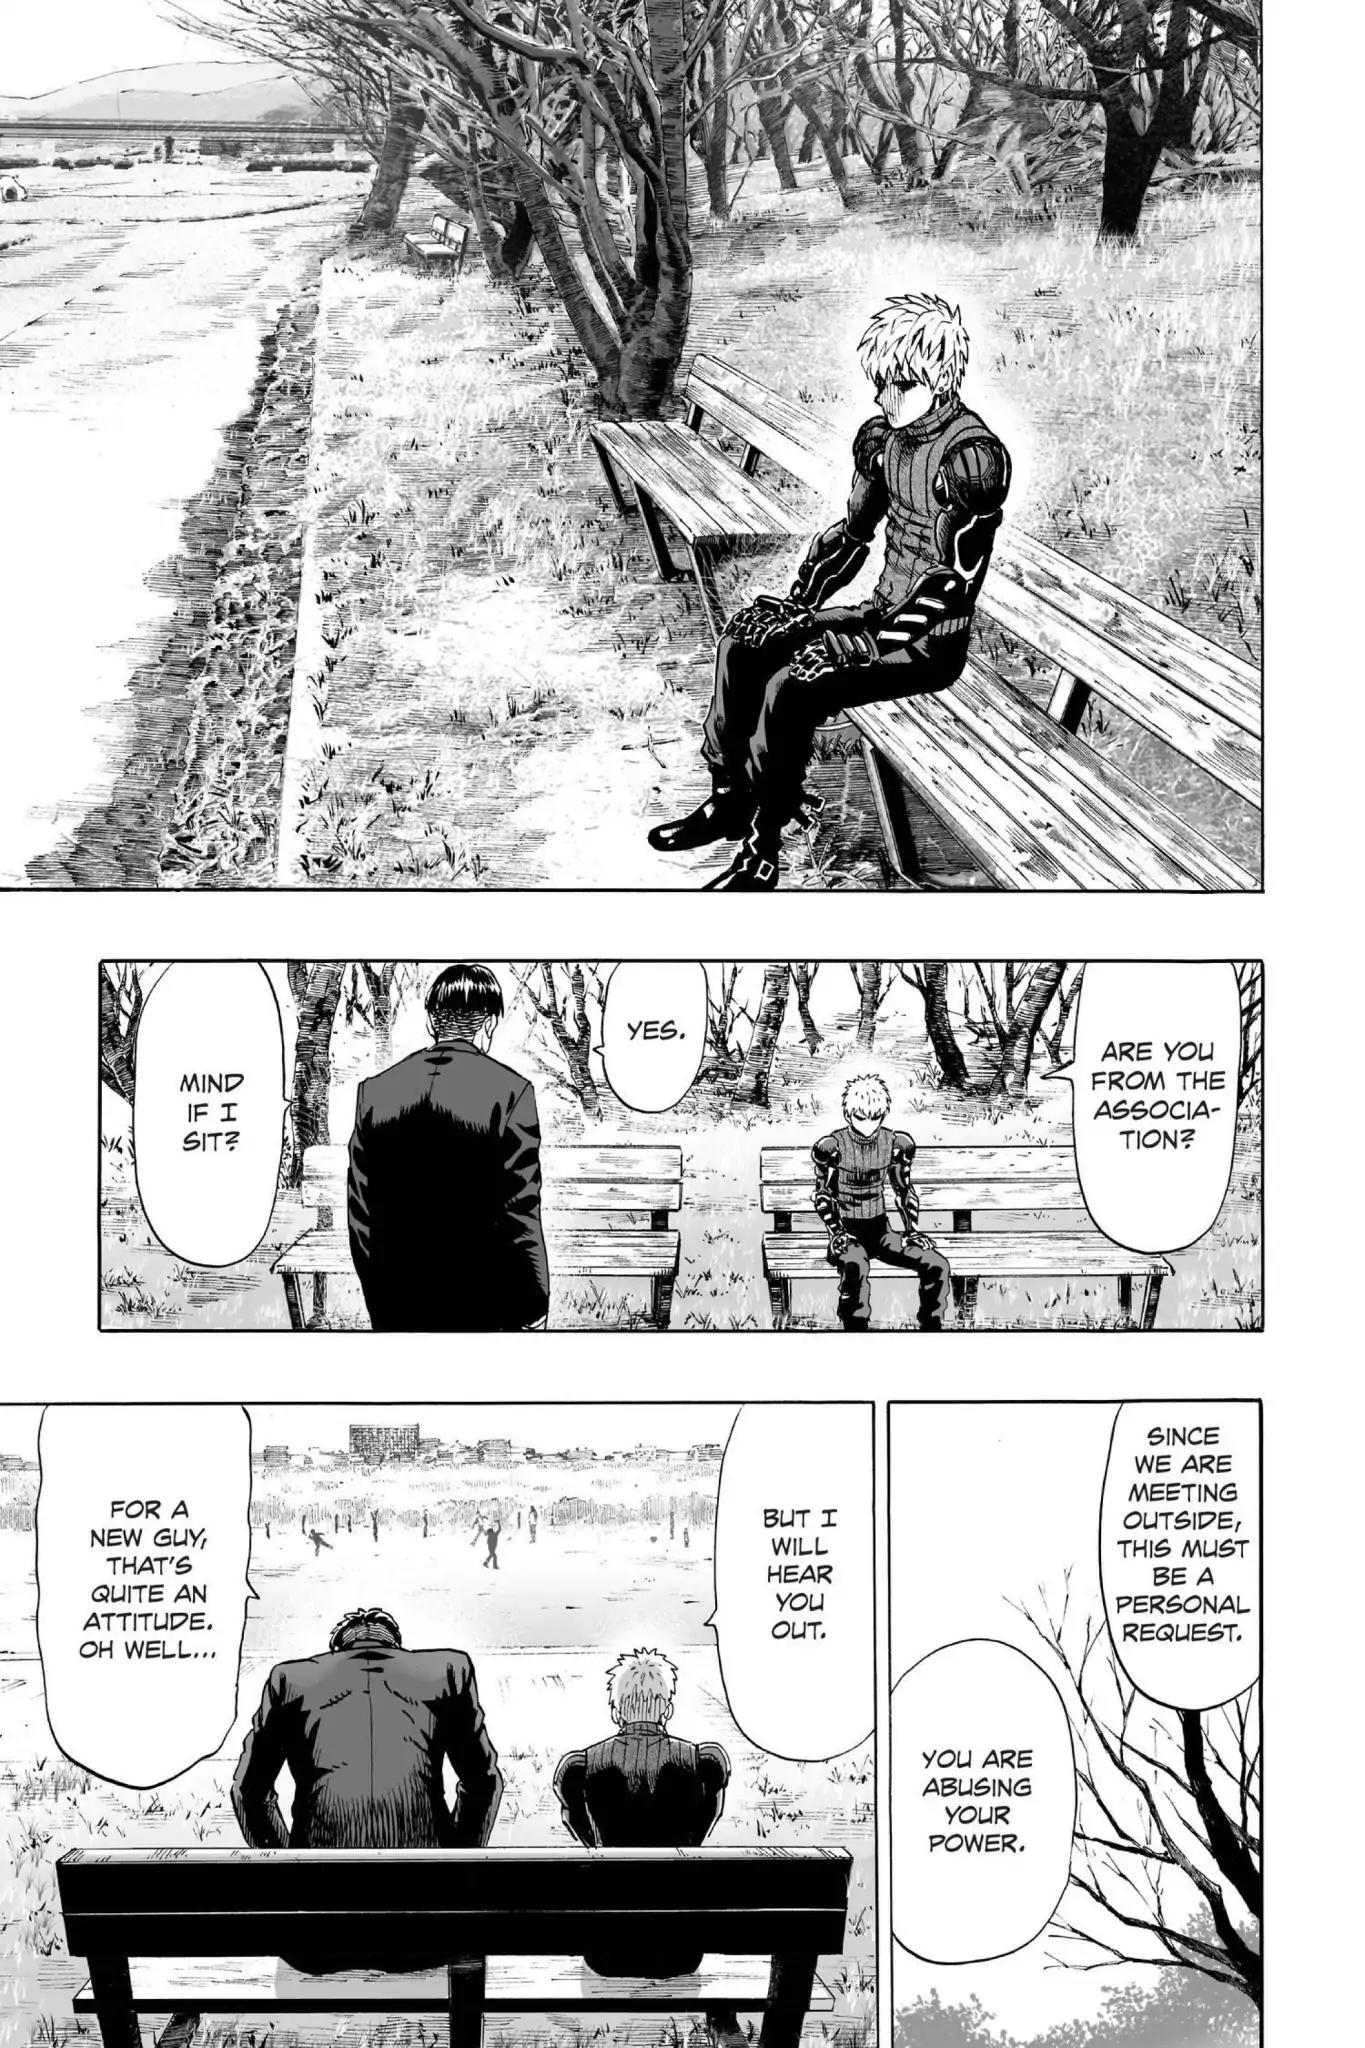 ARE YOU
FROM THE
ASSOCIA-
TION?
YES.
MIND
IF I
SIT?
SINCE
WE ARE
MEETING
OUTSIDE,
THIS MUST
BE A
PERSONAL
REQUEST.
YOU ARE
ABUSING
YOUR
POWER.
BUT I
WILL
HEAR
YOU
OUT.
FOR A
NEW GUY,
THAT'S
QUITE AN
ATTITUDE.
OH WELL...